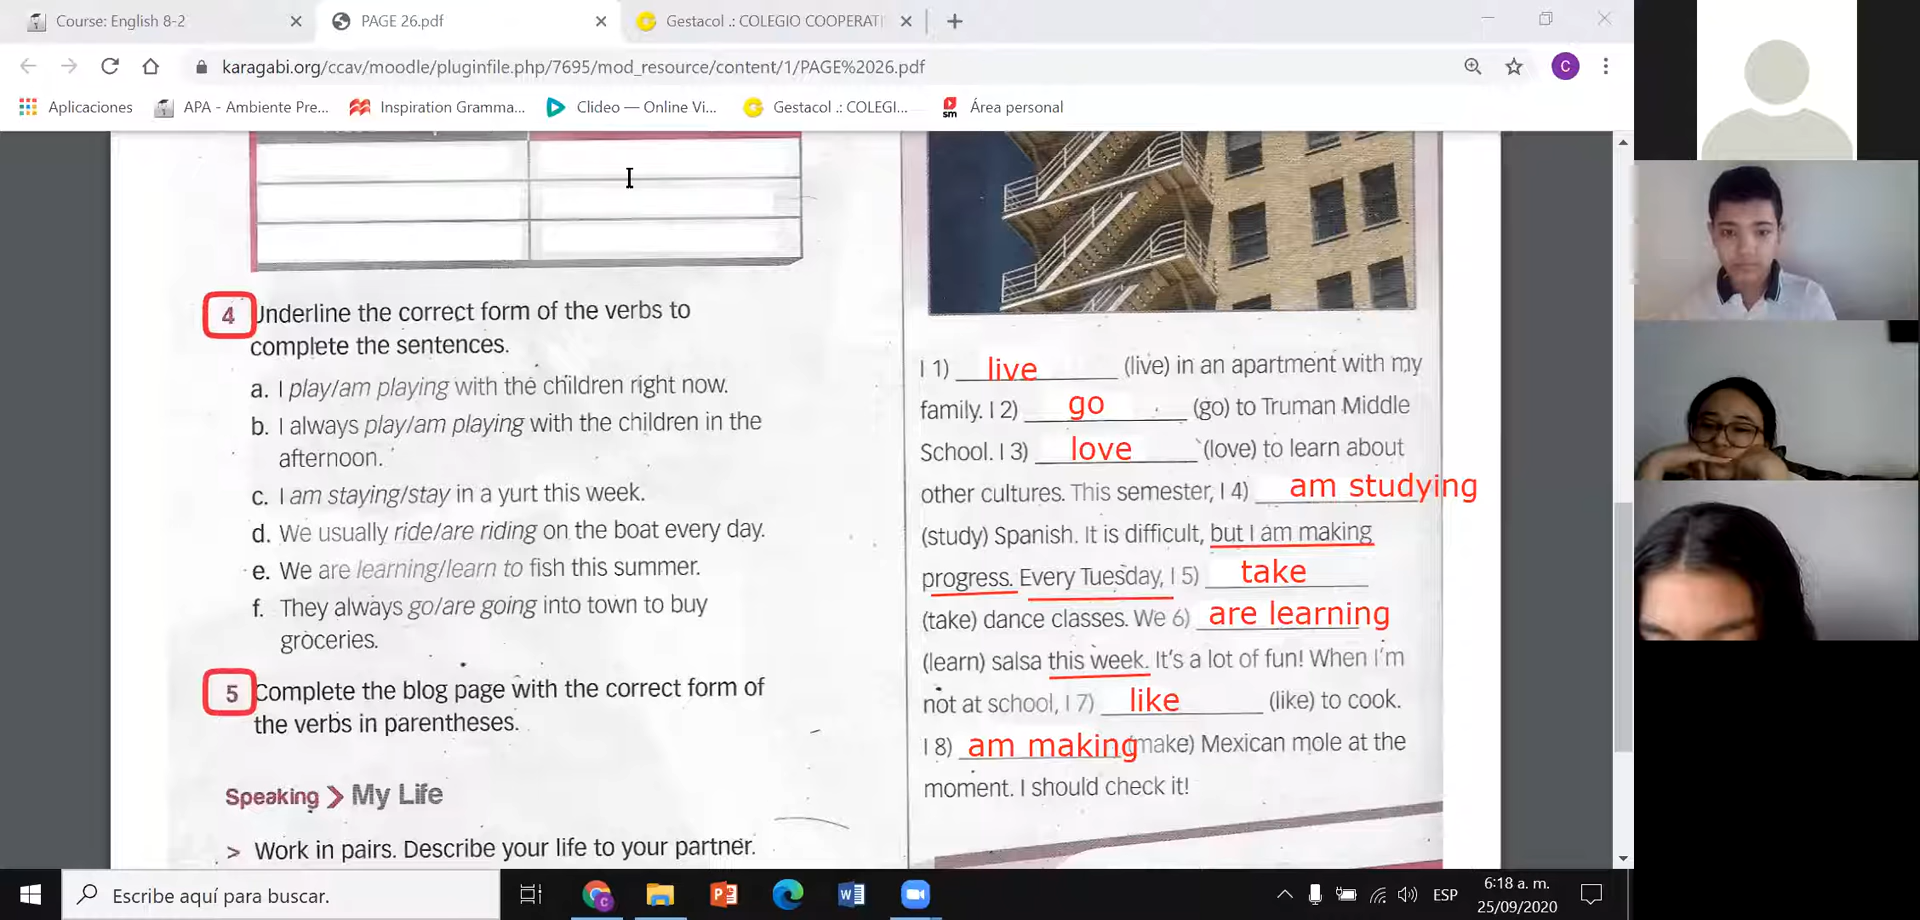 Course: English 8-2
PAGE 26.pdf
Gestacol .: COLEGIO COOPERATI
karagabi.org/ccav/moodle/pluginfile.php/7695/mod_resource/content/1/PAGE%2026.pdf
C
Aplicaciones
APA - Ambiente Pre...
Inspiration Gramma...
Clideo — Online Vi...
Gestacol .: COLEGI...
sm
Área personal
4 Underline the correct form of the verbs to
complete the sentences.
a. I play/am playing with the children right now.
b. I always play/am playing with the children in the
afternoon.
c. I am staying/stay in a yurt this week.
d. We usually ride/are riding on the boat every day.
e. We are learning/learn to fish this summer.
f. They always go/are going into town to buy
groceries.
5 Complete the blog page with the correct form of
the verbs in parentheses.
Speaking > My Life
> Work in pairs. Describe your life to your partner.
I 1) live (live) in an apartment with my
family. I 2) go (go) to Truman Middle
School. I 3) love (love) to learn about
other cultures. This semester, I 4) am studying
(study) Spanish. It is difficult, but I am making
progress. Every Tuesday, I 5) take
(take) dance classes. We 6) are learning
(learn) salsa this week. It's a lot of fun! When I'm
not at school, I 7) like (like) to cook.
I 8) am making (make) Mexican mole at the
moment. I should check it!
Escribe aquí para buscar.
ESP
6:18 a. m.
25/09/2020